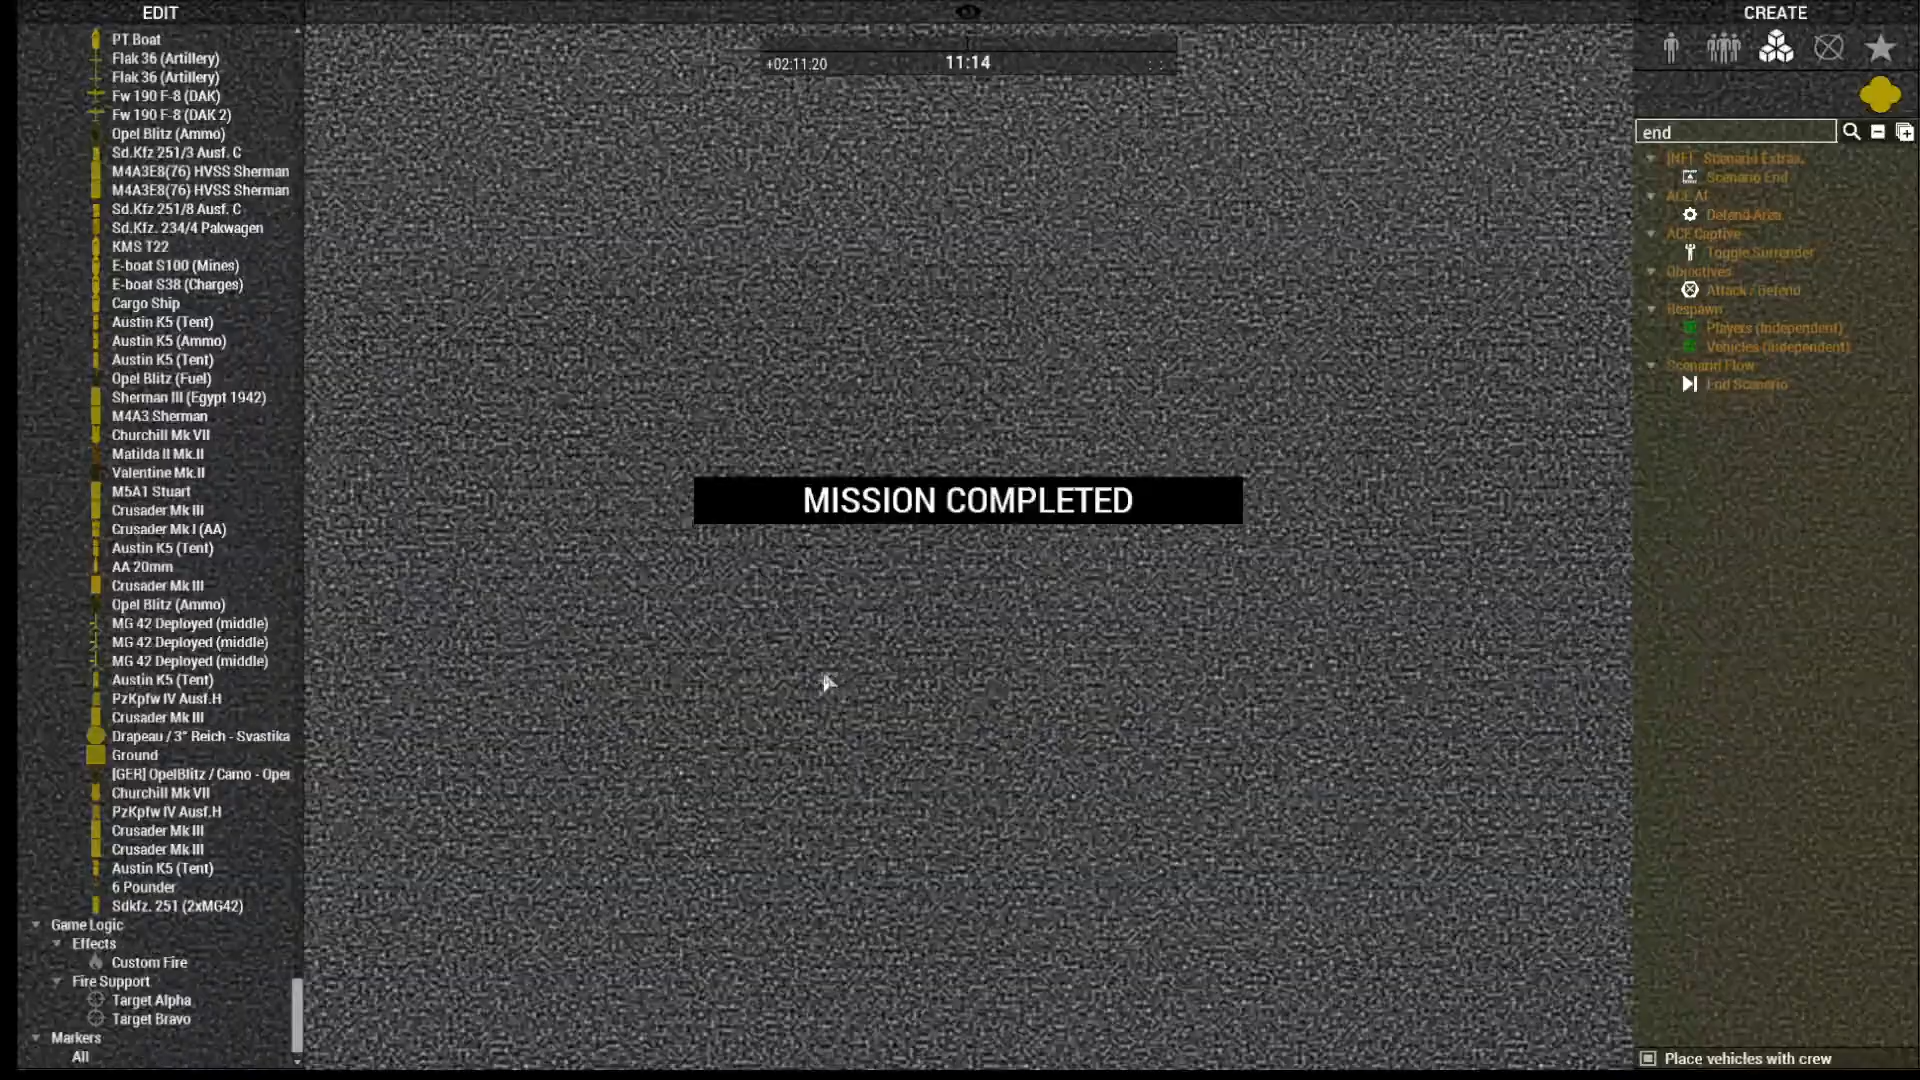 EDIT
PT Boat
Flak 36 (Artillery)
Flak 36 (Artillery)
Fw 190 F-8 (DAK)
Fw 190 F-8 (DAK 2)
Opel Blitz (Ammo)
Sd.Kfz 251/3 Ausf. C
M4A3E8(76) HVSS Sherman
M4A3E8(76) HVSS Sherman
Sd.Kfz 251/8 Ausf. C
Sd.Kfz. 234/4 Pakwagen
KMS T22
E-boat S100 (Mines)
E-boat S38 (Charges)
Cargo Ship
Austin K5 (Tent)
Austin K5 (Ammo)
Austin K5 (Tent)
Opel Blitz (Fuel)
Sherman III (Egypt 1942)
M4A3 Sherman
Churchill Mk VII
Matilda II Mk.II
Valentine Mk.II
M5A1 Stuart
Crusader Mk III
Crusader Mk I (AA)
Austin K5 (Tent)
AA 20mm
Crusader Mk III
Opel Blitz (Ammo)
MG 42 Deployed (middle)
MG 42 Deployed (middle)
MG 42 Deployed (middle)
Austin K5 (Tent)
PzKpfw IV Ausf.H
Crusader Mk III
Drapeau / 3° Reich - Svastika
Ground
[GER] OpelBlitz / Camo - Oper
Churchill Mk VII
PzKpfw IV Ausf.H
Crusader Mk III
Crusader Mk III
Austin K5 (Tent)
6 Pounder
Sdkfz. 251 (2xMG42)
Game Logic
Effects
Custom Fire
Fire Support
Target Alpha
Target Bravo
Markers
All
+02:11:20
11:14
: :
MISSION COMPLETED
CREATE
end
Scenario Extras
Scenario End
ACE AI
Defend Area
ACE Captive
Toggle Surrender
Objectives
Attack / Defend
Respawn
Players (Independent)
Vehicles (Independent)
Scenario Flow
End Scenario
Place vehicles with crew